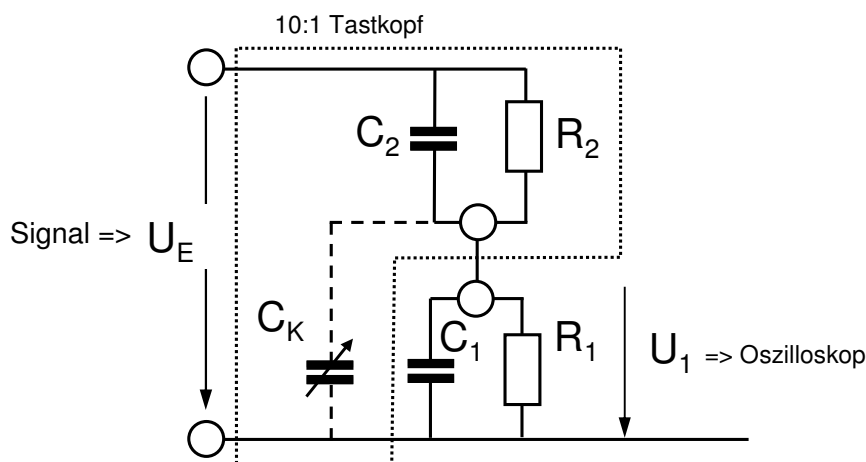 10:1 Tastkopf
C2
R2
Signal => UE
CK
C1
R1
U1 => Oszilloskop